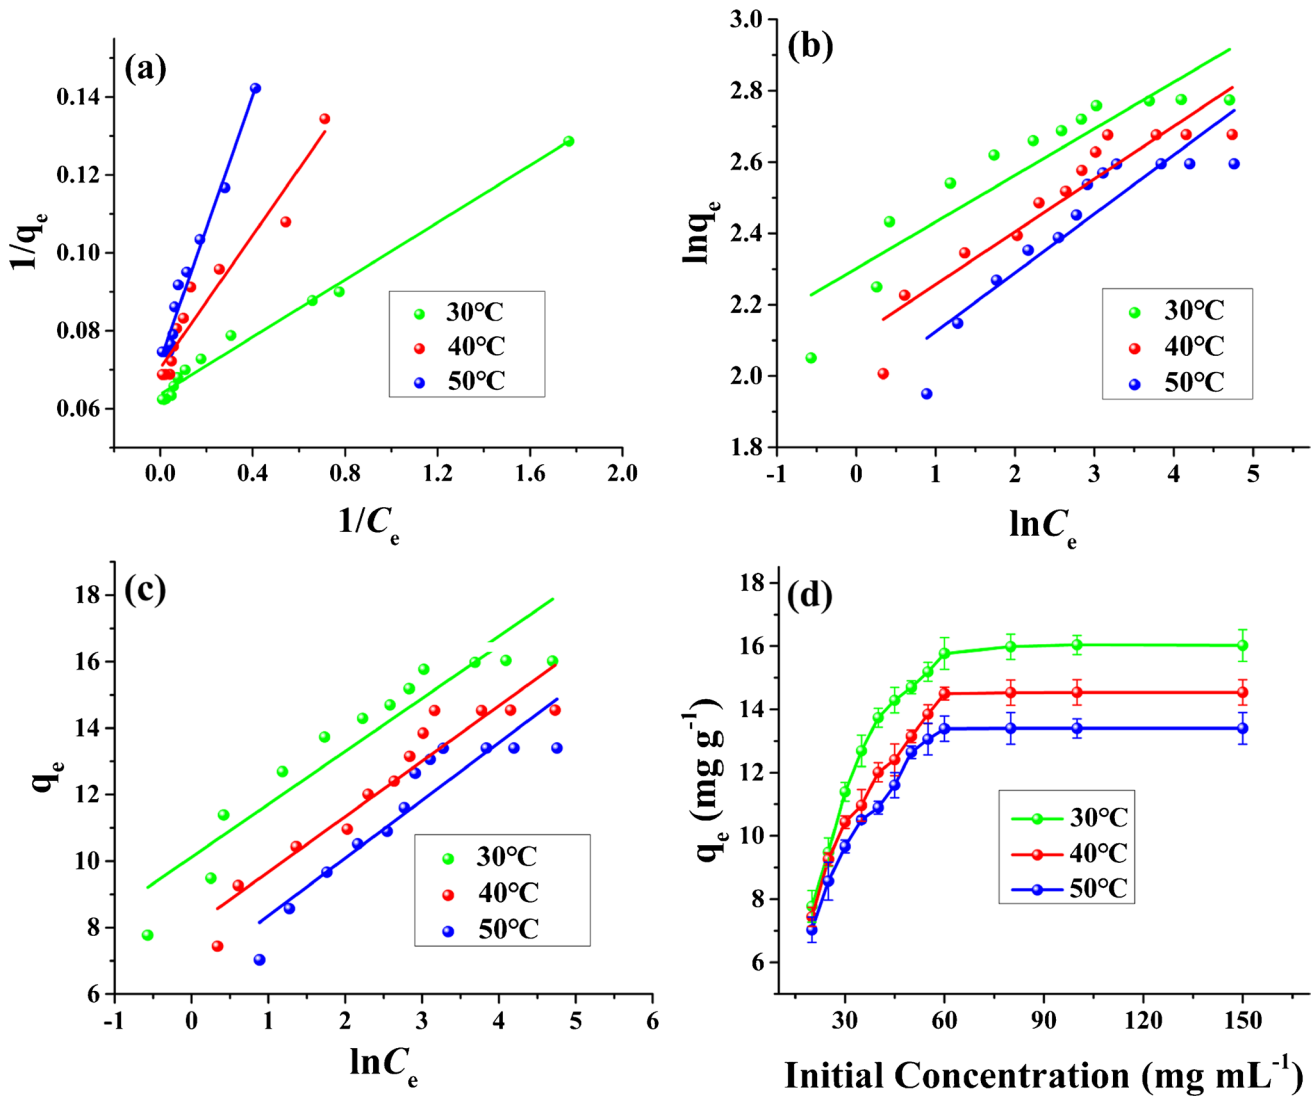 (a)
1/qₑ
0.14
0.12
0.10
0.08
0.06
0.0 0.4 0.8 1.2 1.6 2.0
1/Cₑ
30°C
40°C
50°C
(b)
lnqₑ
3.0
2.8
2.6
2.4
2.2
2.0
1.8
-1 0 1 2 3 4 5
lnCₑ
30°C
40°C
50°C
(c)
qₑ
18
16
14
12
10
8
6
-1 0 1 2 3 4 5 6
lnCₑ
30°C
40°C
50°C
(d)
qₑ (mg g⁻¹)
18
16
14
12
10
8
6
30 60 90 120 150
Initial Concentration (mg mL⁻¹)
30°C
40°C
50°C